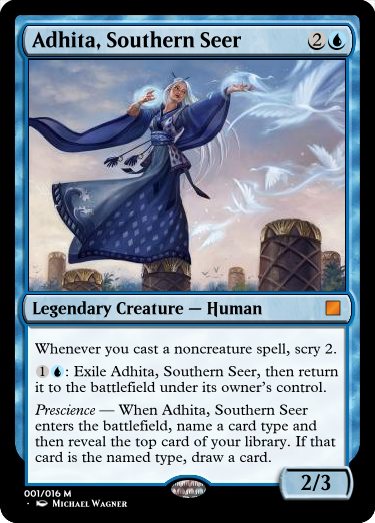 Adhita, Southern Seer 2
Legendary Creature — Human
Whenever you cast a noncreature spell, scry 2.
1: Exile Adhita, Southern Seer, then return
it to the battlefield under its owner's control.
Prescience — When Adhita, Southern Seer
enters the battlefield, name a card type and
then reveal the top card of your library. If that
card is the named type, draw a card.
2/3
001/016 M
· Michael Wagner